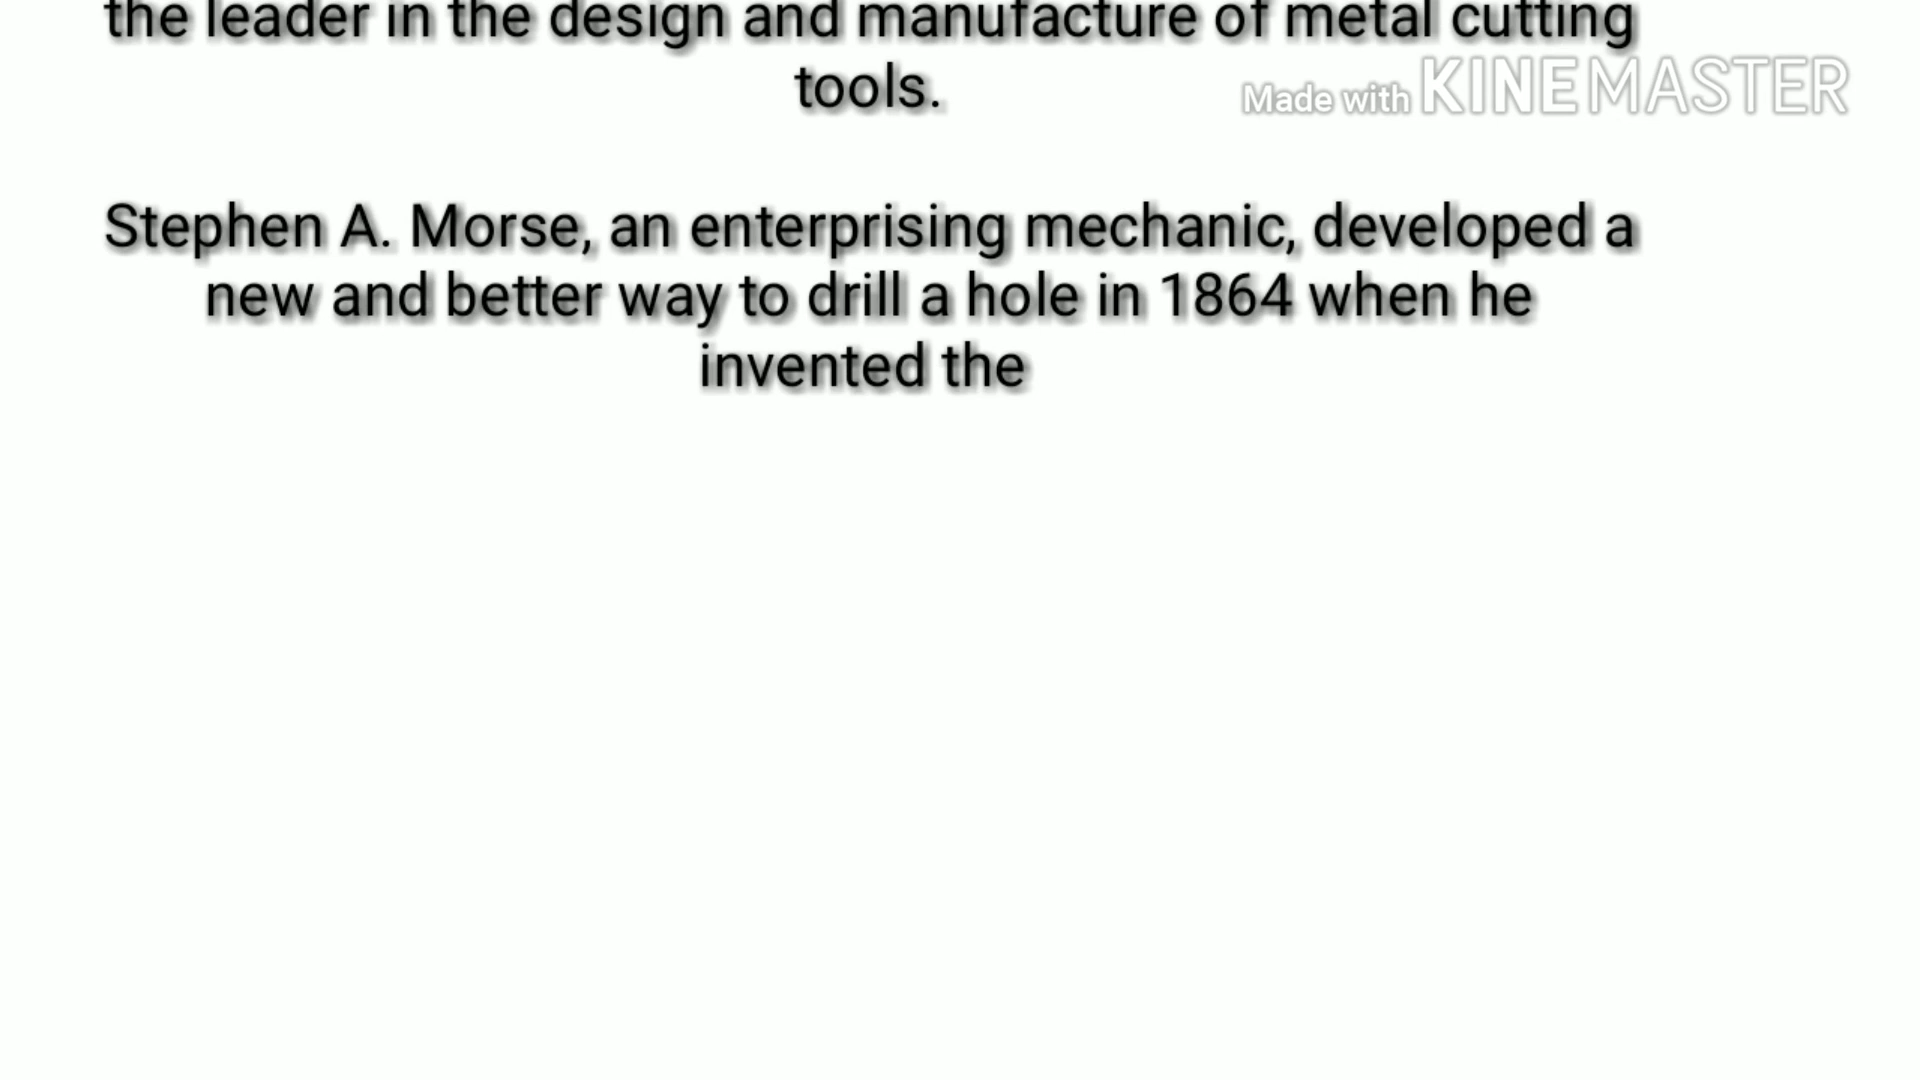 the leader in the design and manufacture of metal cutting
tools.
Made with KINEMASTER
Stephen A. Morse, an enterprising mechanic, developed a
new and better way to drill a hole in 1864 when he
invented the